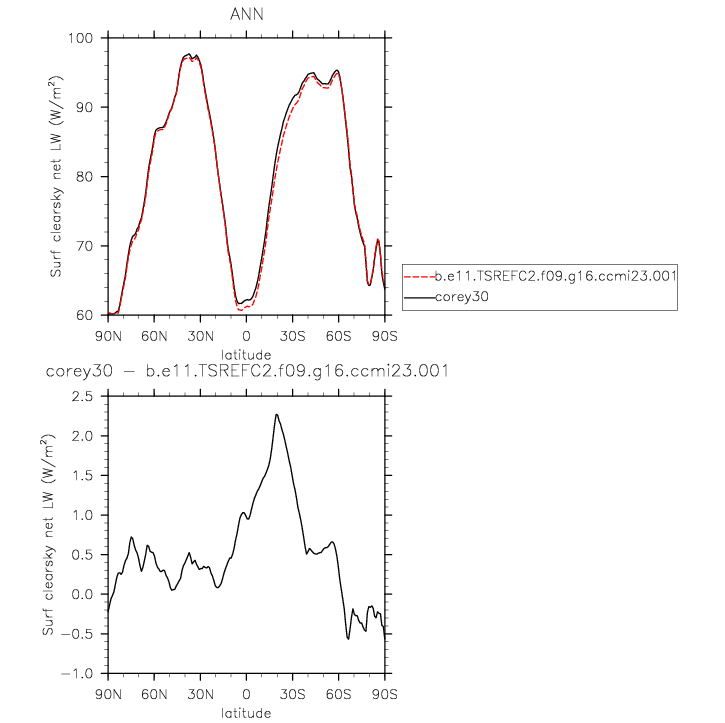 ANN
Surf clearsky net LW (W/m²)
100
90
80
70
60
90N 60N 30N 0 30S 60S 90S
latitude
b.e11.TSREFC2.f09.g16.ccmi23.001
corey30
corey30 − b.e11.TSREFC2.f09.g16.ccmi23.001
Surf clearsky net LW (W/m²)
2.5
2.0
1.5
1.0
0.5
0.0
−0.5
−1.0
90N 60N 30N 0 30S 60S 90S
latitude